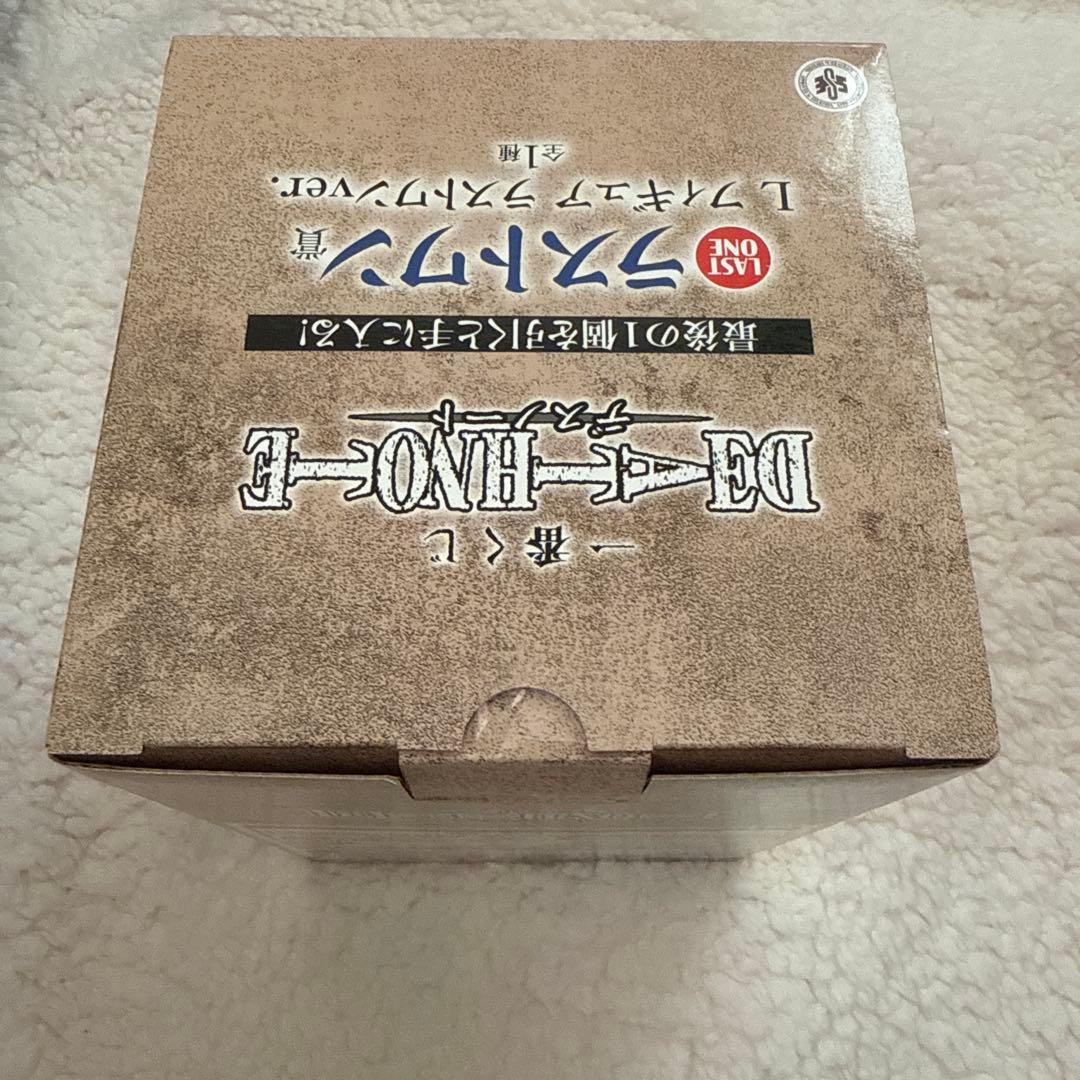 一番くじ
DEATH NOTE
デスノート
最後の1個を引くと手に入る!
LAST ONE ラストワン賞
L フィギュア ラストワンver.
全1種